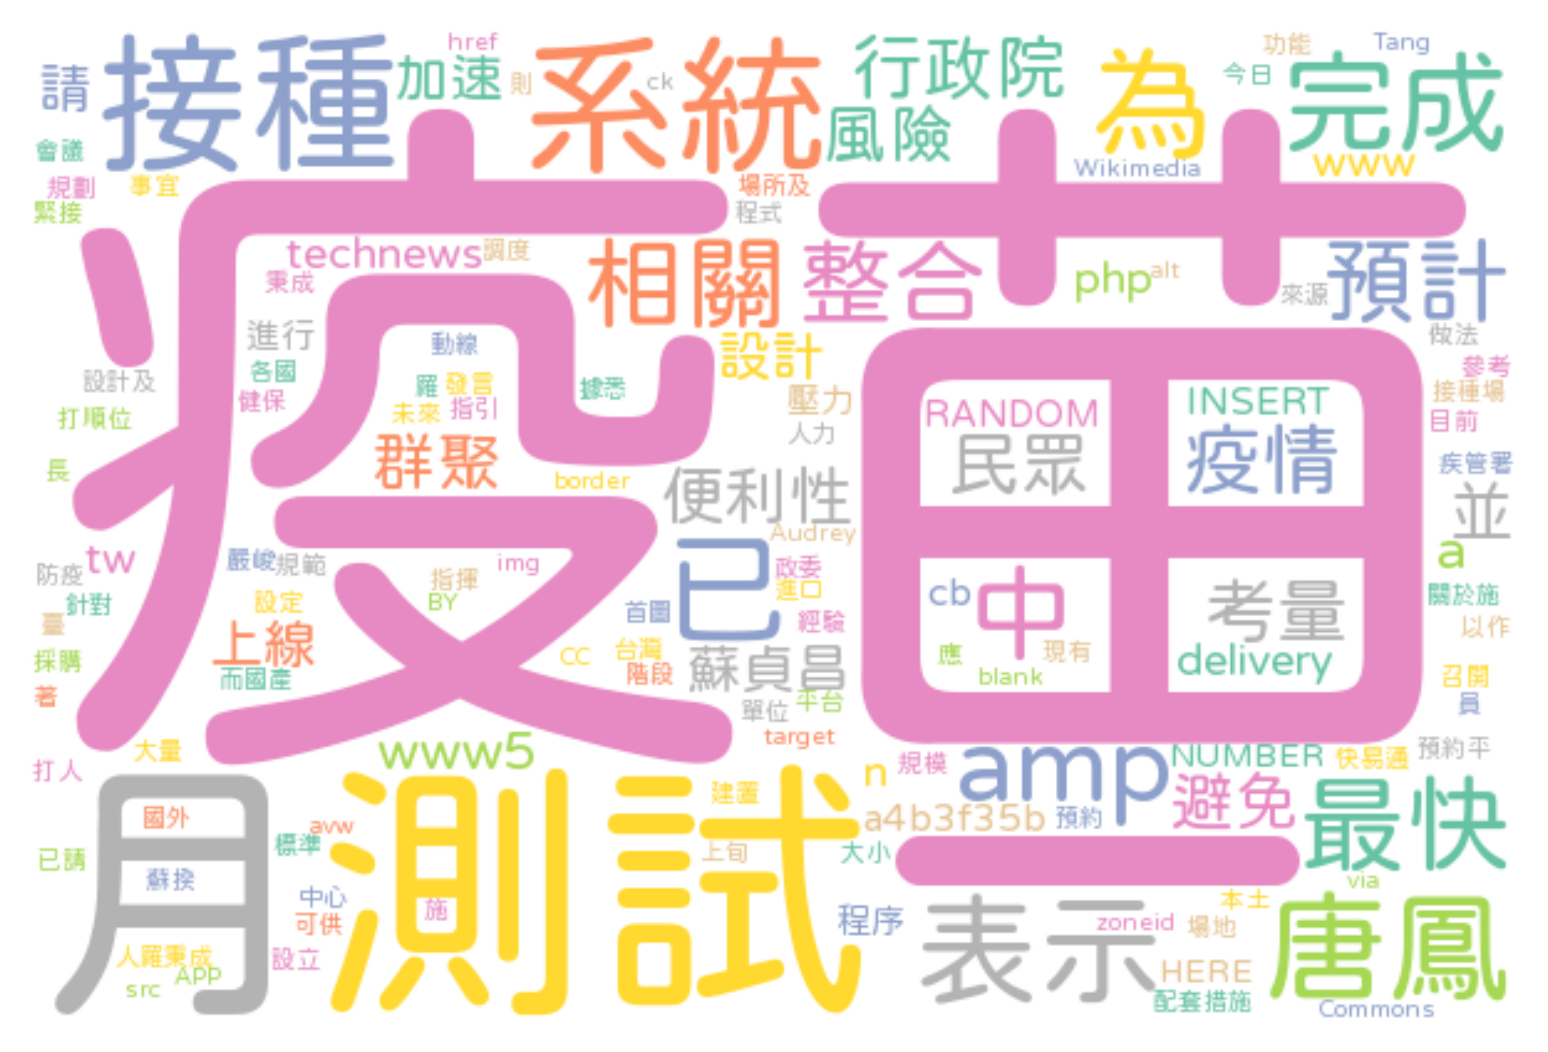 疫苗
接種
系統
行政院
為
完成
請
加速
href
則
ck
功能
Tang
今日
會議
風險
Wikimedia
www
規劃
事宜
緊接
場所及
程式
technews
調度
相關
整合
php
alt
來源
預計
秉成
進行
動線
設計
做法
設計及
各國
健保
羅
發言
據悉
未來
指引
壓力
參考
接種場
打順位
人力
RANDOM
INSERT
目前
群聚
民眾
疫情
長
border
便利性
疾管署
並
Audrey
已
tw
嚴峻
規範
img
政委
a
防疫
指揮
進口
cb
中
考量
針對
設定
BY
首圖
經驗
關於施
臺
上線
CC
台灣
應
現有
以作
採購
而國產
階段
蘇貞昌
blank
delivery
召開
著
單位
平台
員
target
大量
www5
amp
NUMBER
快易通
預約平
打人
n
規模
月
測試
建置
避免
最快
國外
avw
a4b3f35b
預約
標準
上旬
大小
一
已請
蘇揆
via
中心
施
本土
可供
程序
表示
zoneid
場地
唐鳳
人羅秉成
設立
HERE
APP
src
配套措施
Commons